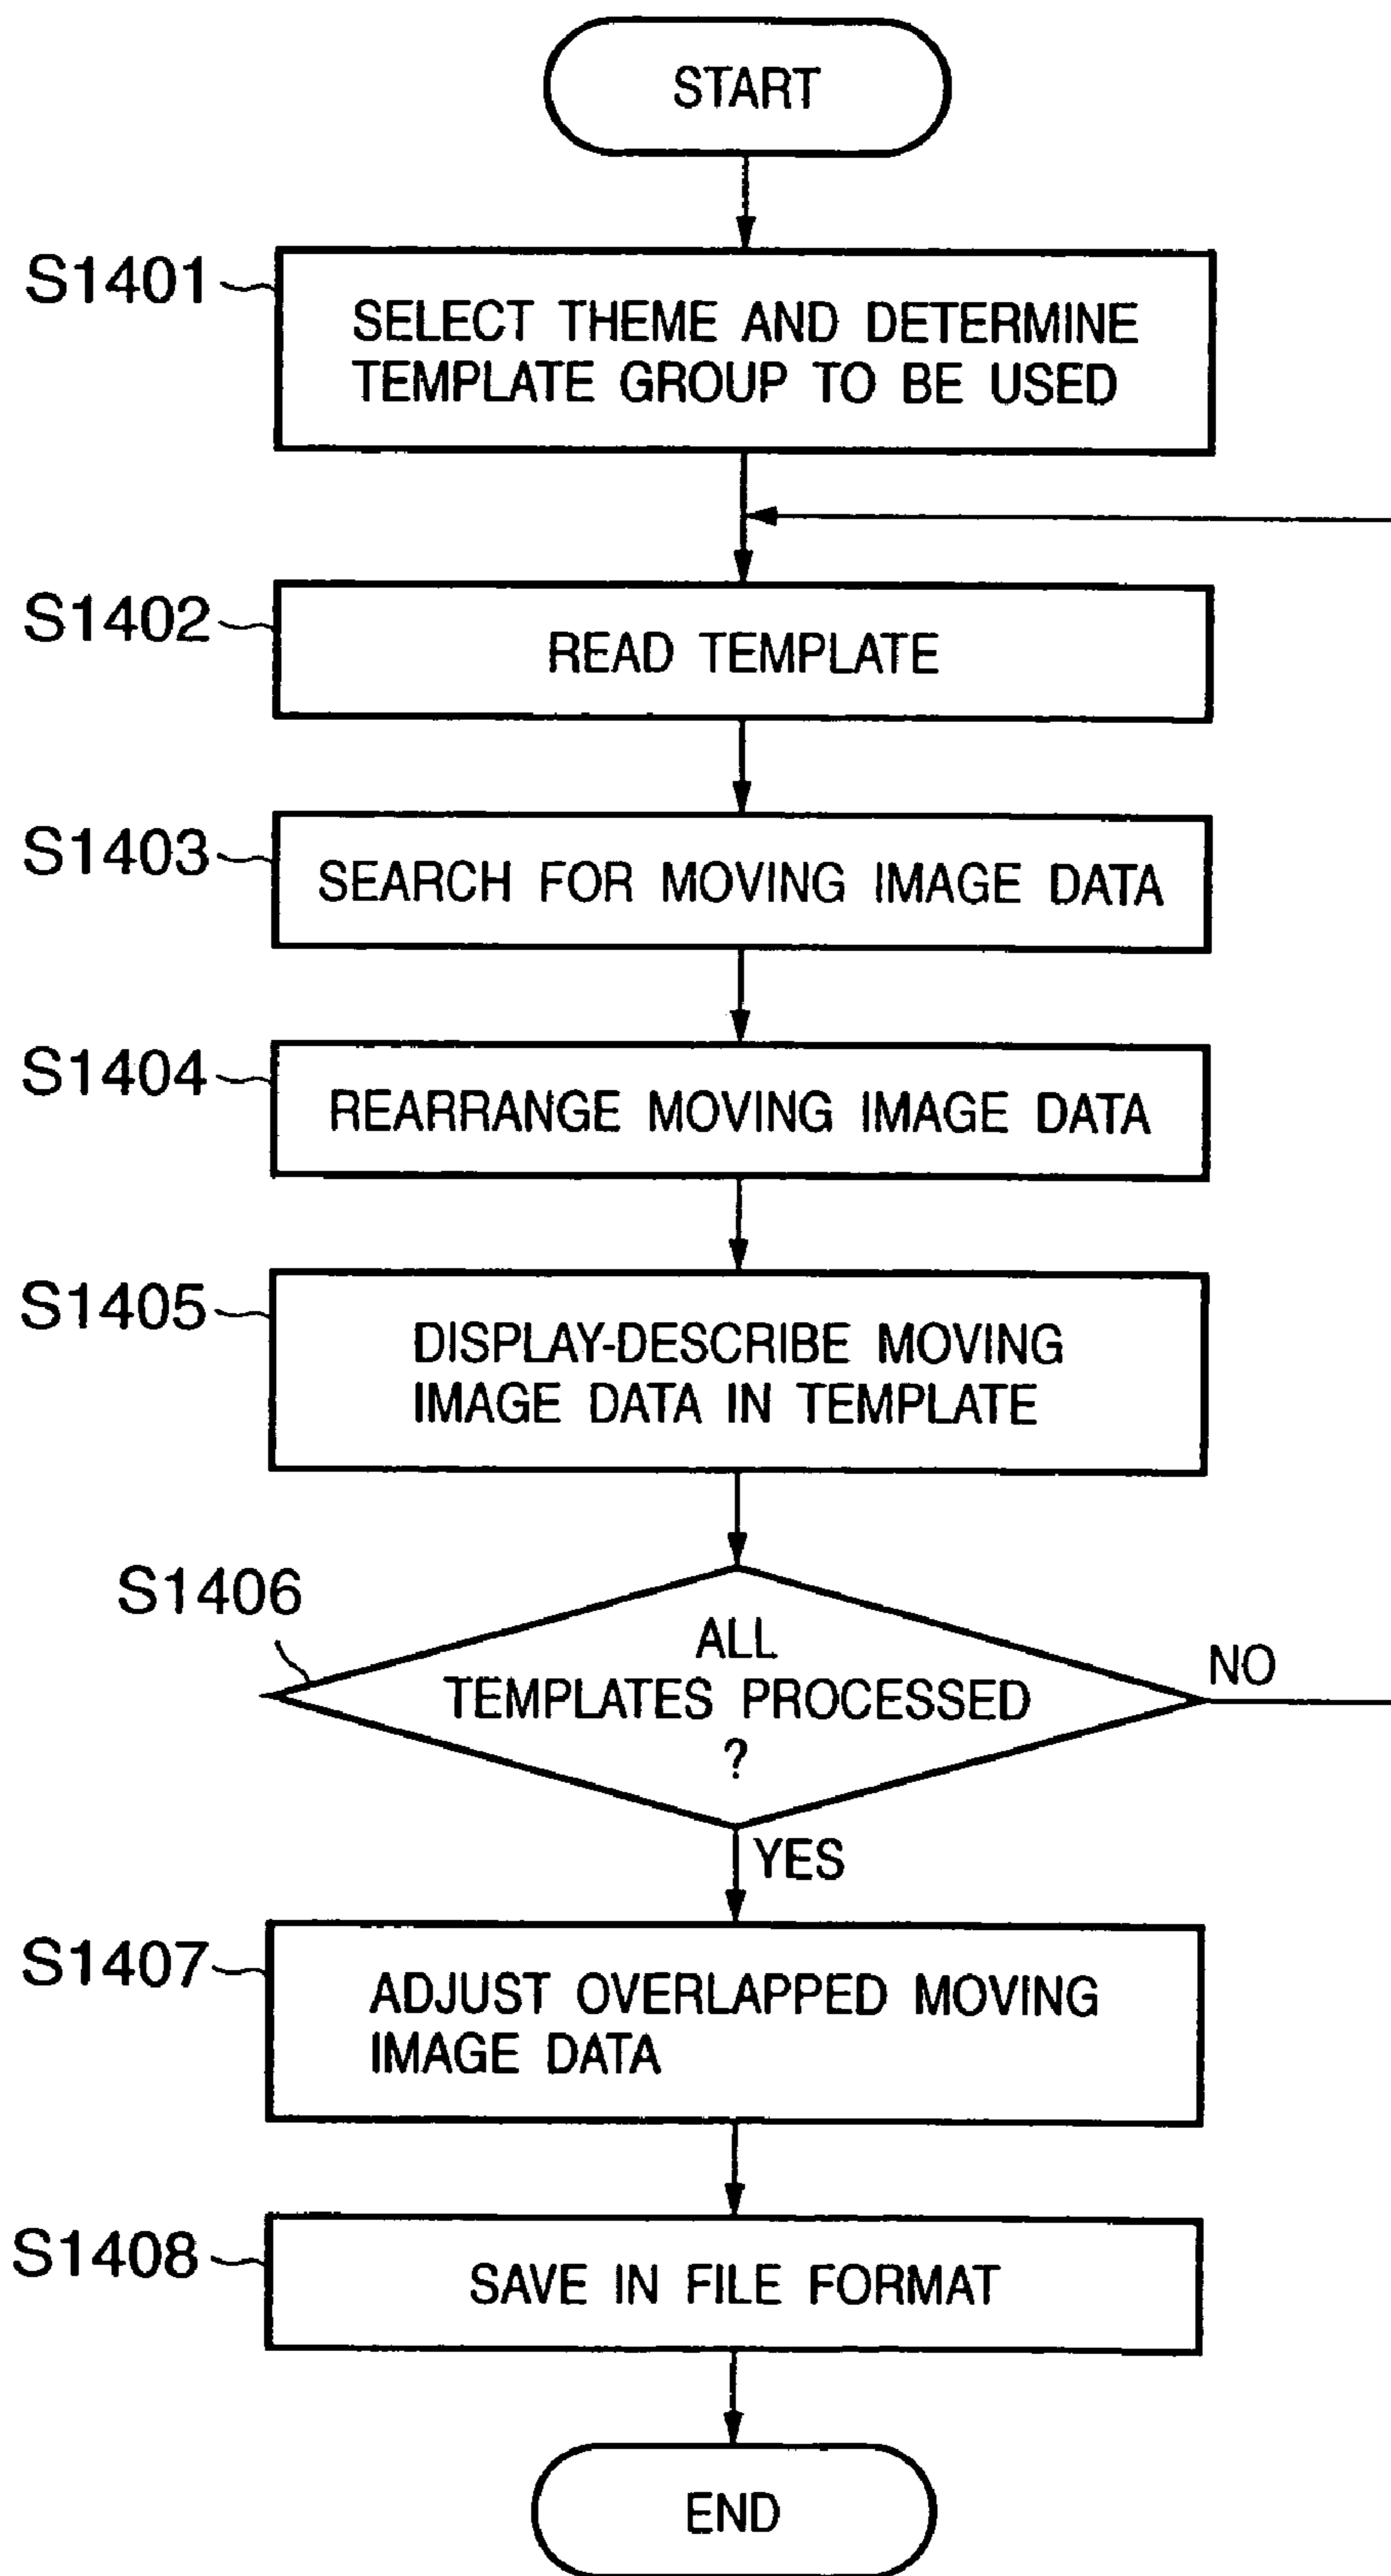 START
S1401
SELECT THEME AND DETERMINE
TEMPLATE GROUP TO BE USED
S1402
READ TEMPLATE
S1403
SEARCH FOR MOVING IMAGE DATA
S1404
REARRANGE MOVING IMAGE DATA
S1405
DISPLAY-DESCRIBE MOVING
IMAGE DATA IN TEMPLATE
S1406
ALL
TEMPLATES PROCESSED
?
NO
YES
S1407
ADJUST OVERLAPPED MOVING
IMAGE DATA
S1408
SAVE IN FILE FORMAT
END